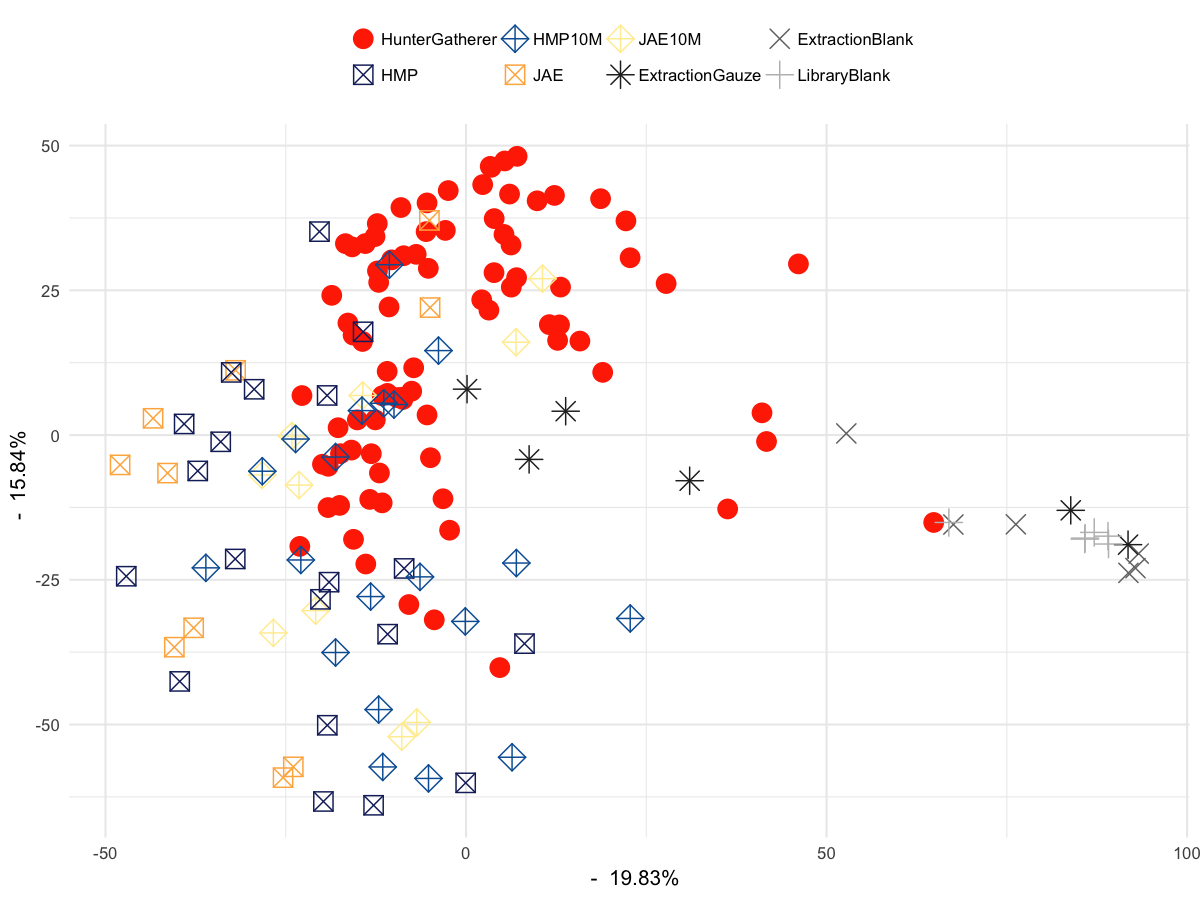 HunterGatherer HMP10M JAE10M ExtractionBlank
HMP JAE ExtractionGauze LibraryBlank
50
25
0
-25
-50
- 15.84%
-50 0 50 100
- 19.83%